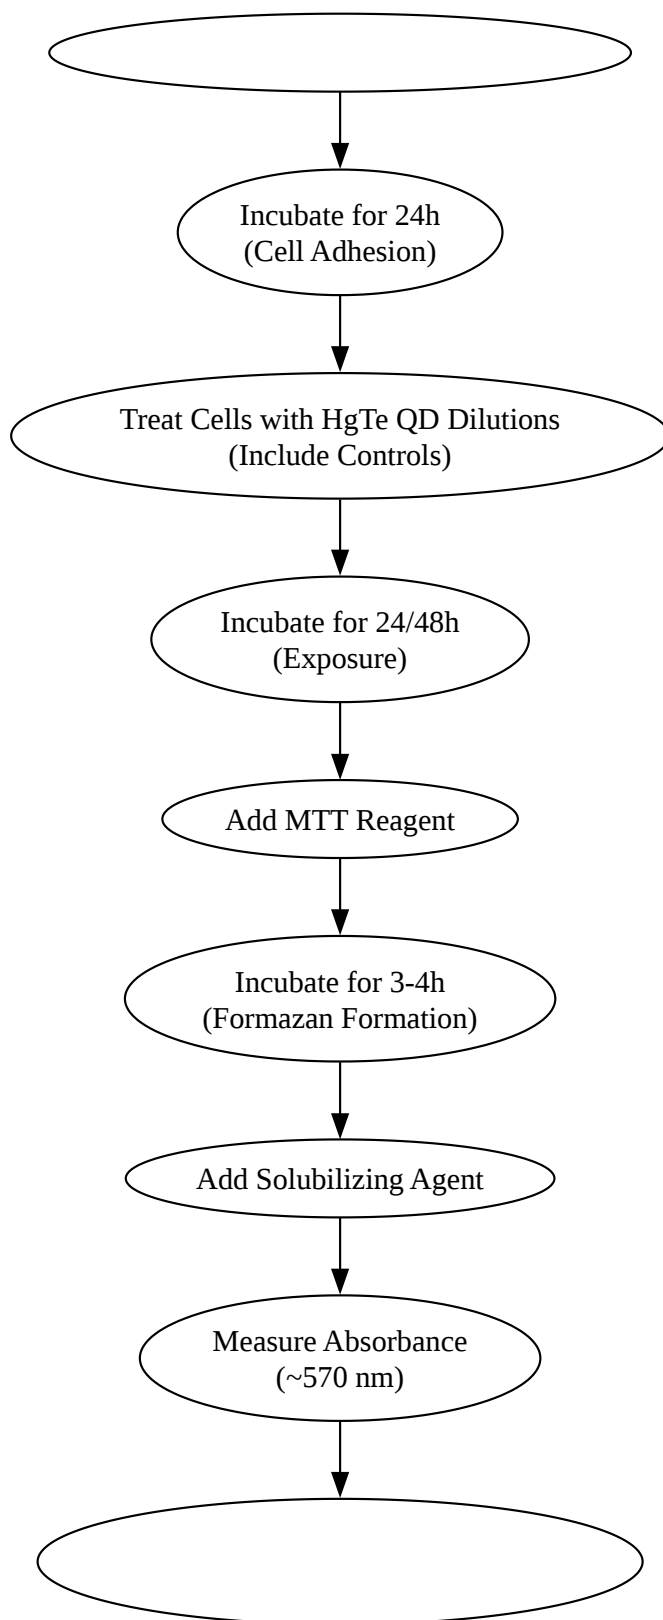 Incubate for 24h
(Cell Adhesion)
Treat Cells with HgTe QD Dilutions
(Include Controls)
Incubate for 24/48h
(Exposure)
Add MTT Reagent
Incubate for 3-4h
(Formazan Formation)
Add Solubilizing Agent
Measure Absorbance
(~570 nm)